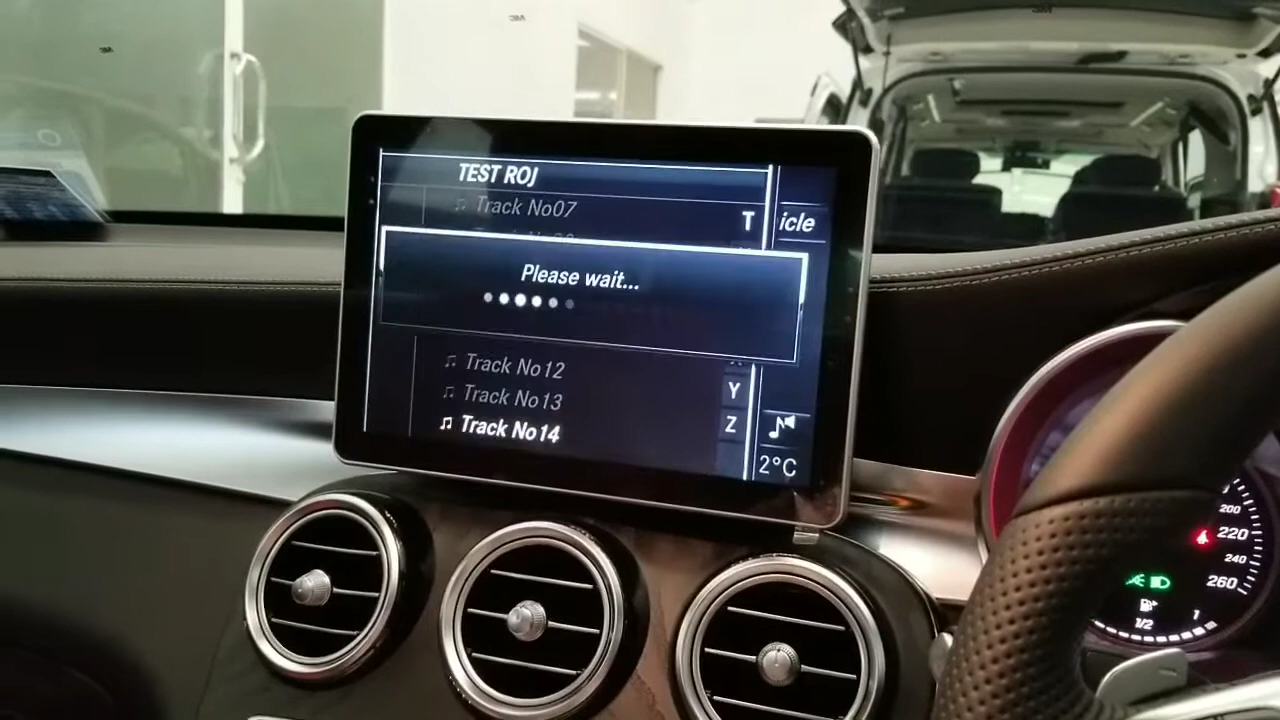 TEST ROJ
Track No07
T
icle
Please wait...
Track No12
Track No13
Y
Track No14
Z
2°C
200
220
240
260
1/2
1